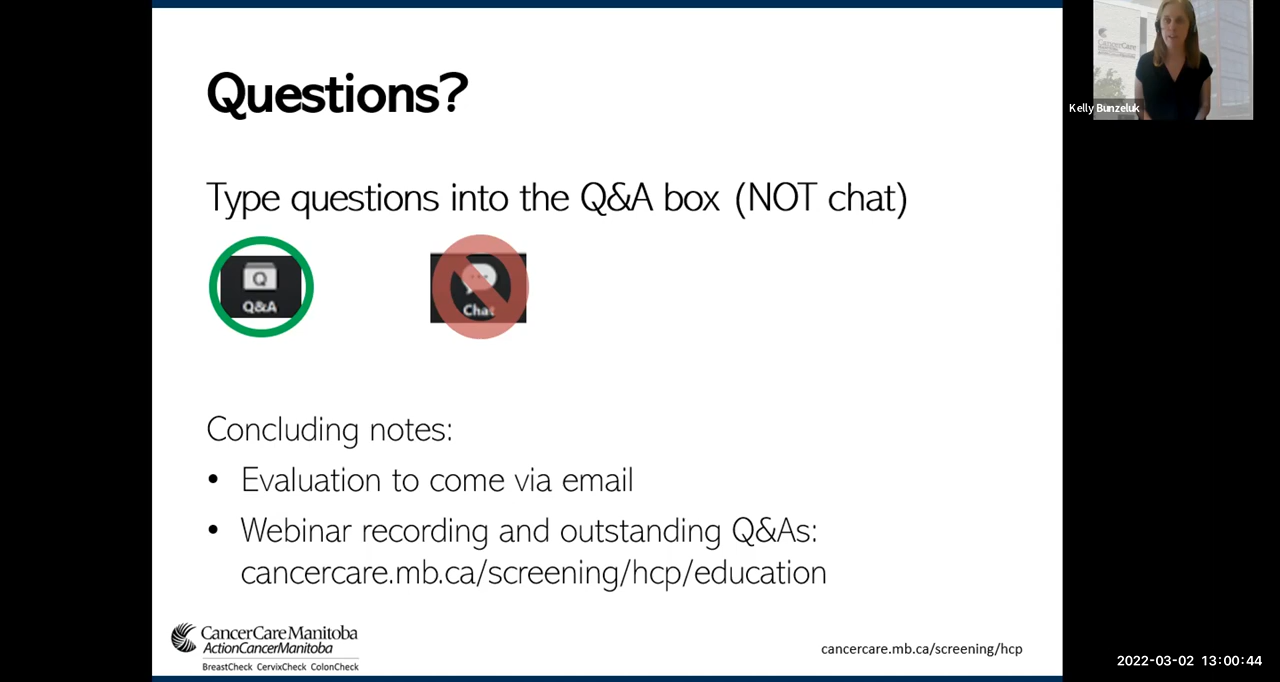 Questions?
Type questions into the Q&A box (NOT chat)
Q
Q&A
Chat
Concluding notes:
• Evaluation to come via email
• Webinar recording and outstanding Q&As:
cancercare.mb.ca/screening/hcp/education
CancerCare Manitoba
ActionCancerManitoba
BreastCheck CervixCheck ColonCheck
cancercare.mb.ca/screening/hcp
CancerCare
Kelly Bunzeluk
2022-03-02 13:00:44